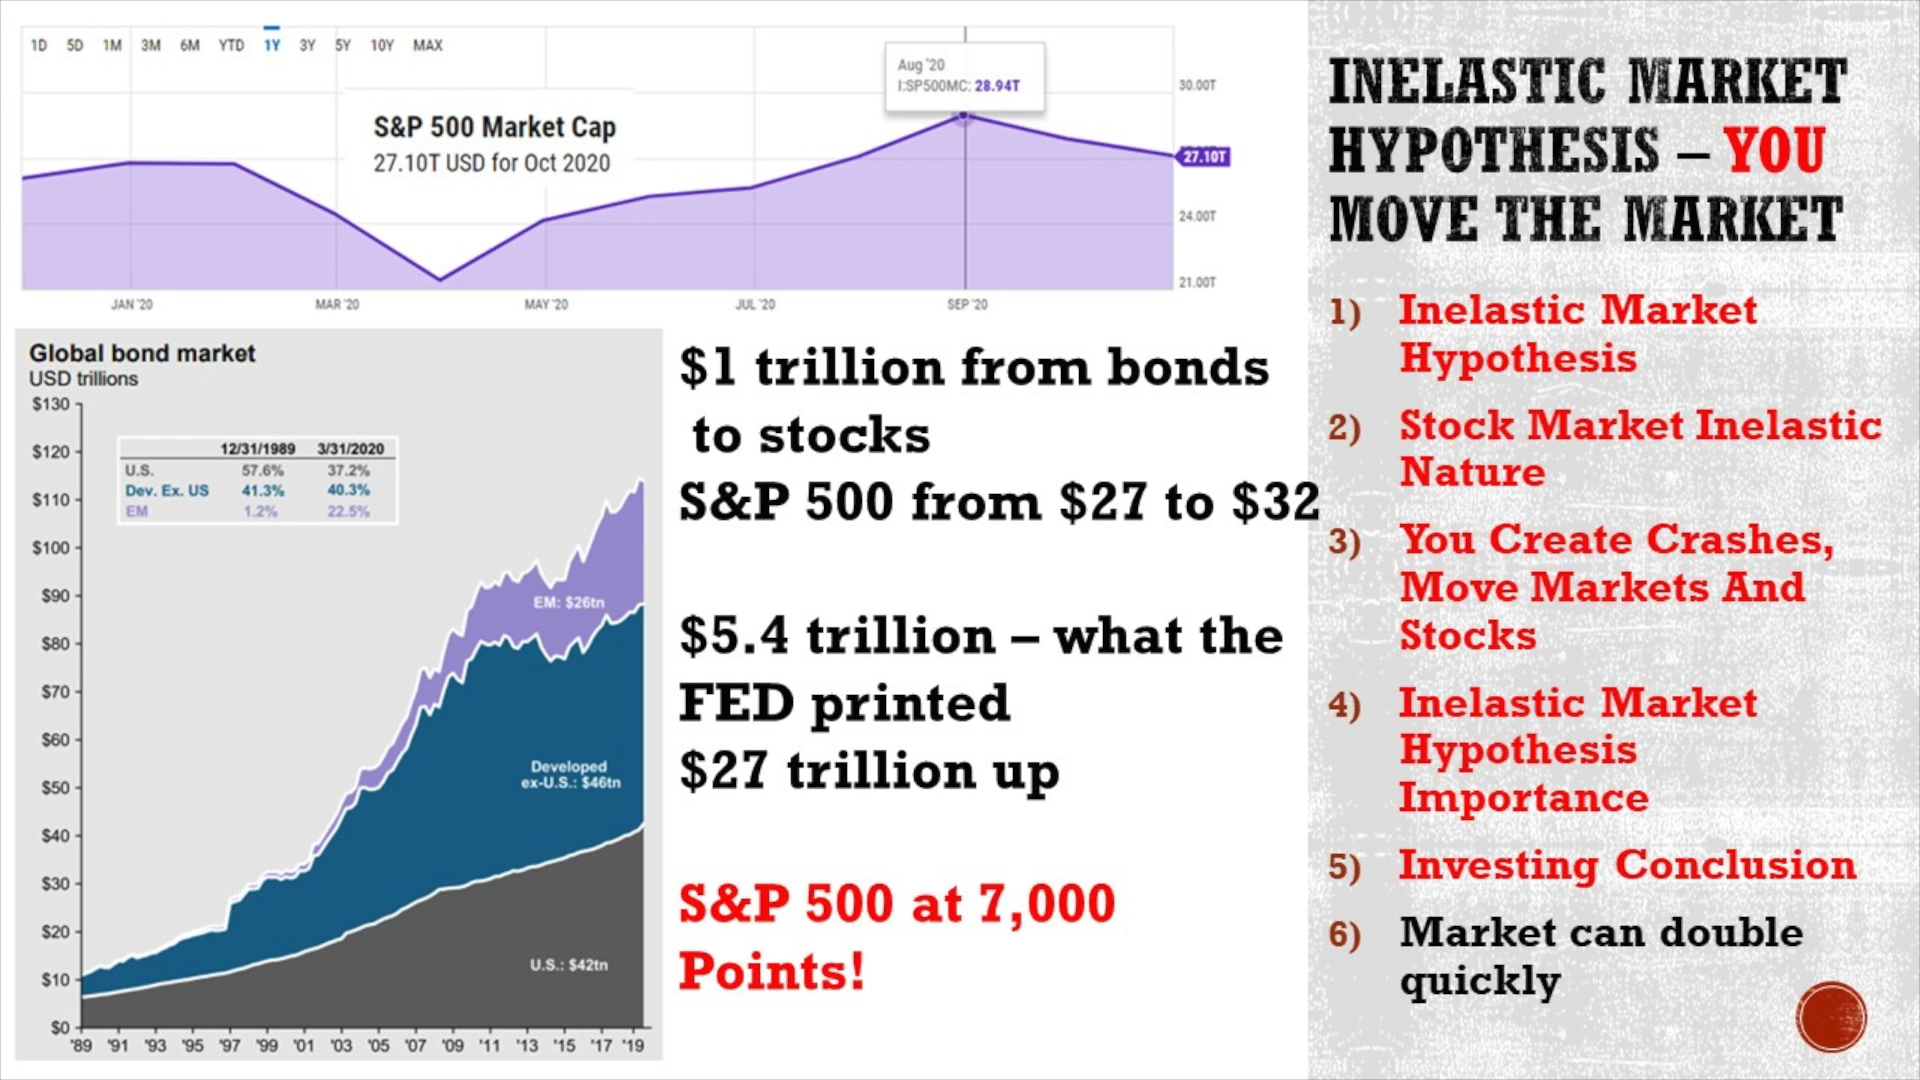 1D 5D 1M 3M 6M YTD 1Y 3Y 5Y 10Y MAX
Aug '20
I:SP500MC: 28.94T
S&P 500 Market Cap
27.10T USD for Oct 2020
30.00T
27.10T
24.00T
21.00T
JAN '20 MAR '20 MAY '20 JUL '20 SEP '20
Global bond market
USD trillions
$130
$120
$110
$100
$90
$80
$70
$60
$50
$40
$30
$20
$10
$0
12/31/1989 3/31/2020
U.S. 57.6% 37.2%
Dev. Ex. US 41.3% 40.3%
EM 1.2% 22.5%
EM: $26tn
Developed
ex-U.S.: $46tn
U.S.: $42tn
'89 '91 '93 '95 '97 '99 '01 '03 '05 '07 '09 '11 '13 '15 '17 '19
$1 trillion from bonds
to stocks
S&P 500 from $27 to $32
$5.4 trillion – what the
FED printed
$27 trillion up
S&P 500 at 7,000
Points!
INELASTIC MARKET
HYPOTHESIS – YOU
MOVE THE MARKET
1) Inelastic Market
Hypothesis
2) Stock Market Inelastic
Nature
3) You Create Crashes,
Move Markets And
Stocks
4) Inelastic Market
Hypothesis
Importance
5) Investing Conclusion
6) Market can double
quickly